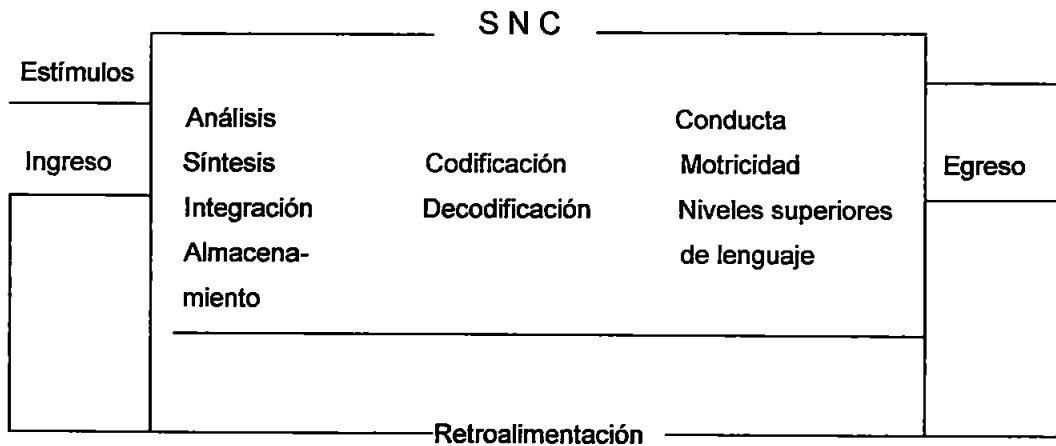 S N C
Estímulos
Ingreso
Análisis
Síntesis
Integración
Almacena-
miento
Codificación
Decodificación
Conducta
Motricidad
Niveles superiores
de lenguaje
Egreso
Retroalimentación